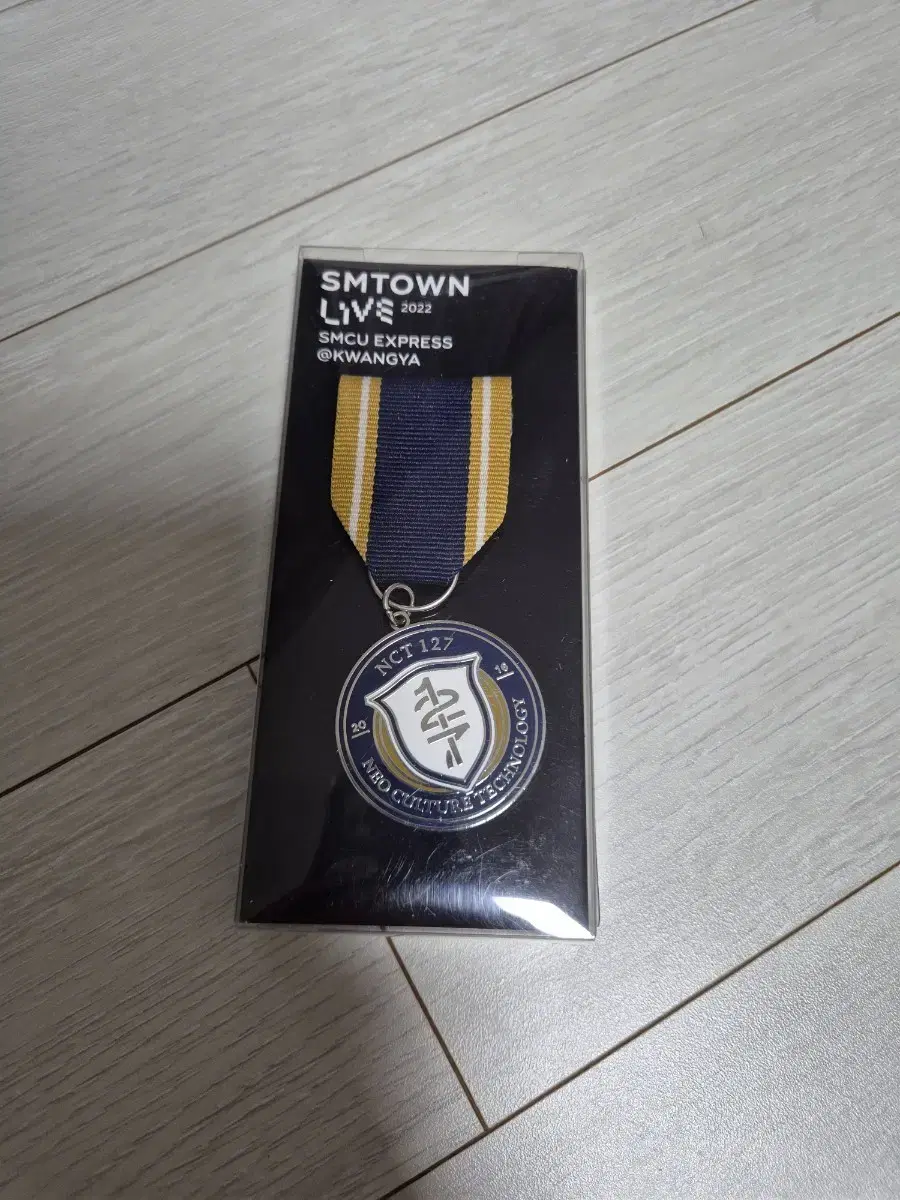 SMTOWN
LIVE 2022
SMCU EXPRESS
@KWANGYA
NCT 127
20
16
NEO CULTURE TECHNOLOGY